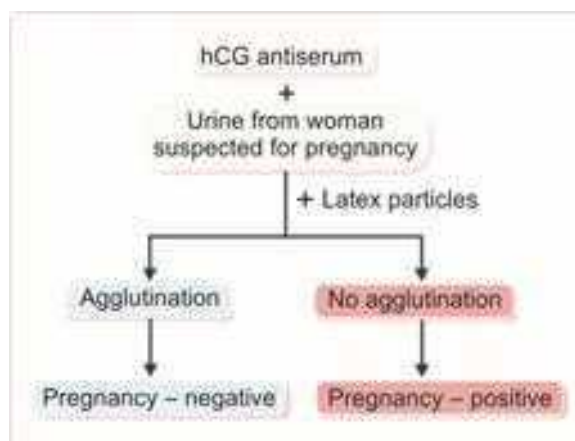 hCG antiserum
+
Urine from woman
suspected for pregnancy
+ Latex particles
Agglutination
No agglutination
Pregnancy – negative
Pregnancy – positive